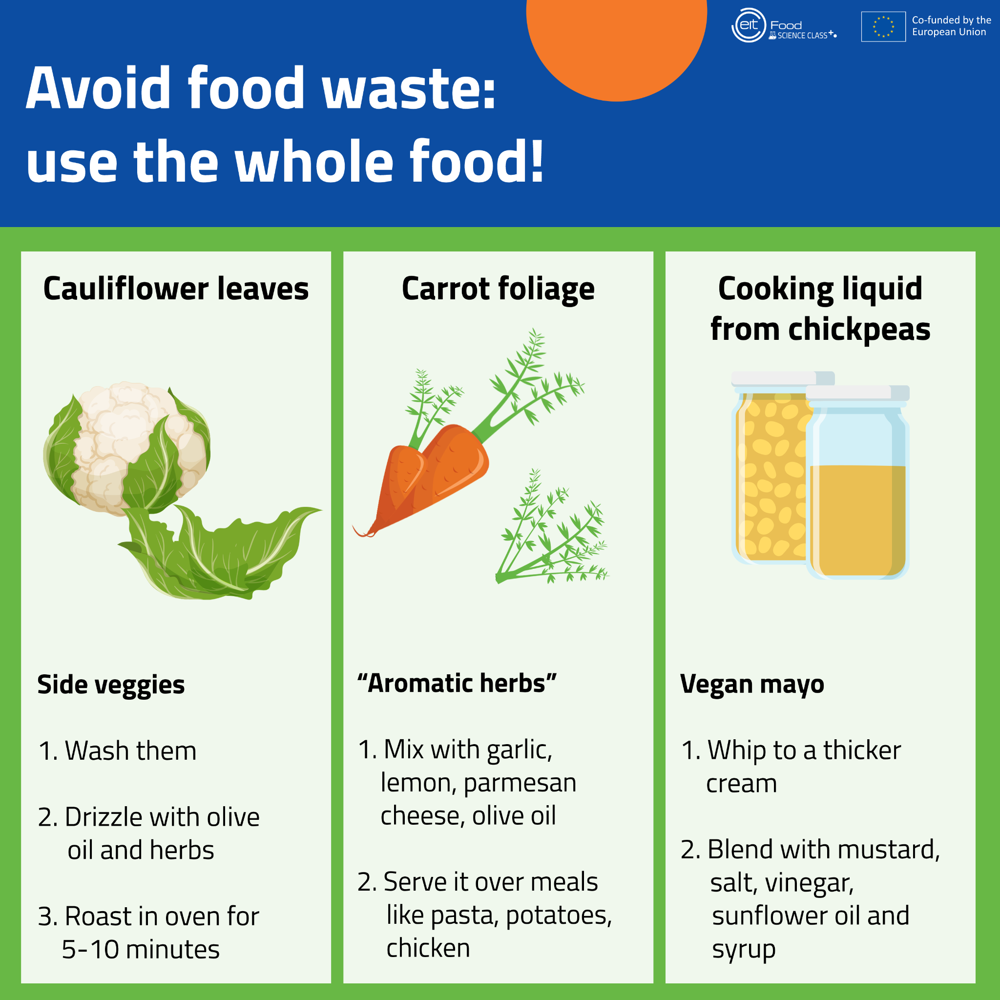 eit Food
SCIENCE CLASS
Co-funded by the
European Union
Avoid food waste:
use the whole food!
Cauliflower leaves
Side veggies
1. Wash them
2. Drizzle with olive
oil and herbs
3. Roast in oven for
5-10 minutes
Carrot foliage
“Aromatic herbs”
1. Mix with garlic,
lemon, parmesan
cheese, olive oil
2. Serve it over meals
like pasta, potatoes,
chicken
Cooking liquid
from chickpeas
Vegan mayo
1. Whip to a thicker
cream
2. Blend with mustard,
salt, vinegar,
sunflower oil and
syrup